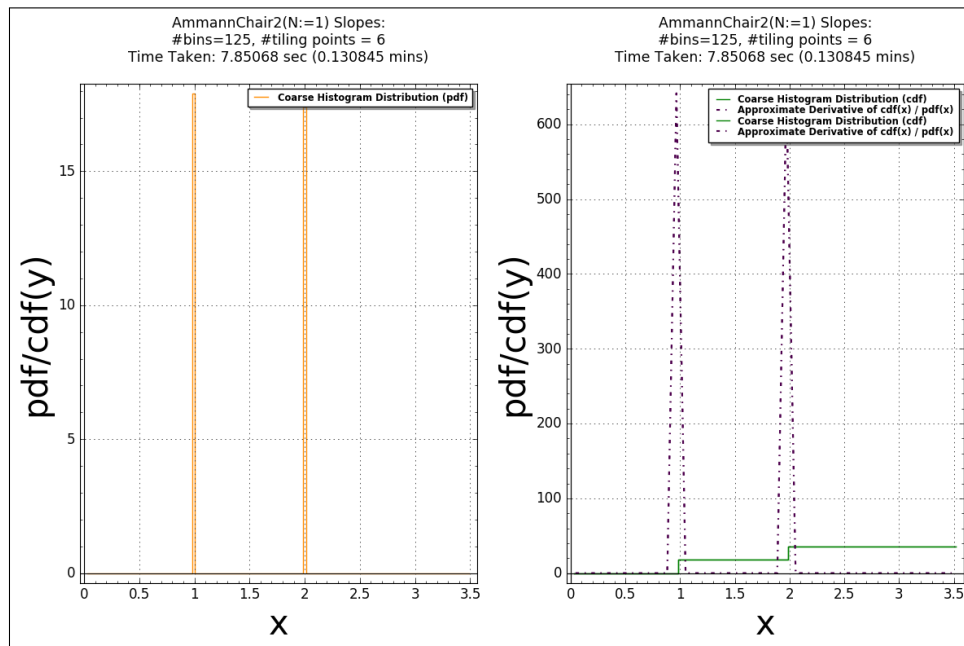 AmmannChair2(N:=1) Slopes:
#bins=125, #tiling points = 6
Time Taken: 7.85068 sec (0.130845 mins)
Coarse Histogram Distribution (pdf)
15
10
5
0
pdf/cdf(y)
0 0.5 1 1.5 2 2.5 3 3.5
x
AmmannChair2(N:=1) Slopes:
#bins=125, #tiling points = 6
Time Taken: 7.85068 sec (0.130845 mins)
Coarse Histogram Distribution (cdf)
Approximate Derivative of cdf(x) / pdf(x)
Coarse Histogram Distribution (cdf)
Approximate Derivative of cdf(x) / pdf(x)
600
500
400
300
200
100
0
pdf/cdf(y)
0 0.5 1 1.5 2 2.5 3 3.5
x